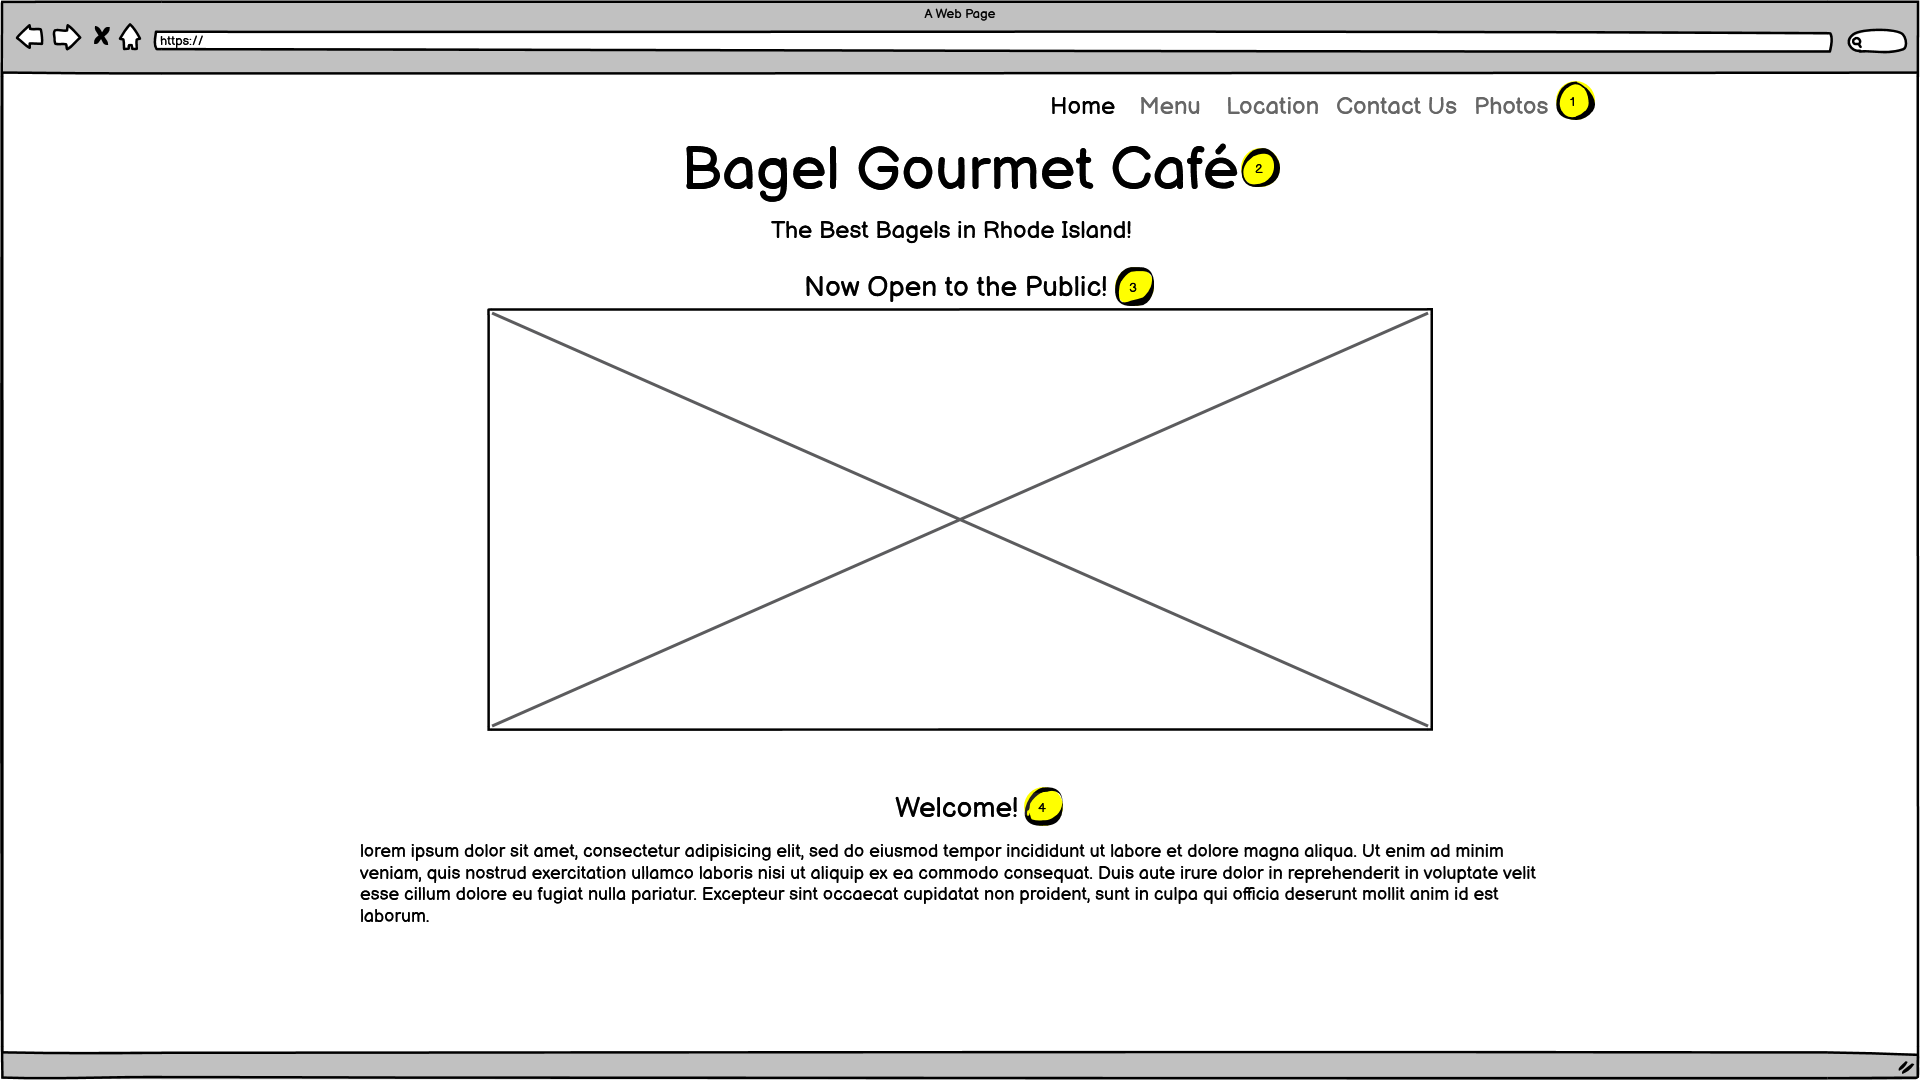 A Web Page
https://
Home Menu Location Contact Us Photos 1
Bagel Gourmet Café 2
The Best Bagels in Rhode Island!
Now Open to the Public! 3
Welcome! 4
lorem ipsum dolor sit amet, consectetur adipisicing elit, sed do eiusmod tempor incididunt ut labore et dolore magna aliqua. Ut enim ad minim
veniam, quis nostrud exercitation ullamco laboris nisi ut aliquip ex ea commodo consequat. Duis aute irure dolor in reprehenderit in voluptate velit
esse cillum dolore eu fugiat nulla pariatur. Excepteur sint occaecat cupidatat non proident, sunt in culpa qui officia deserunt mollit anim id est
laborum.